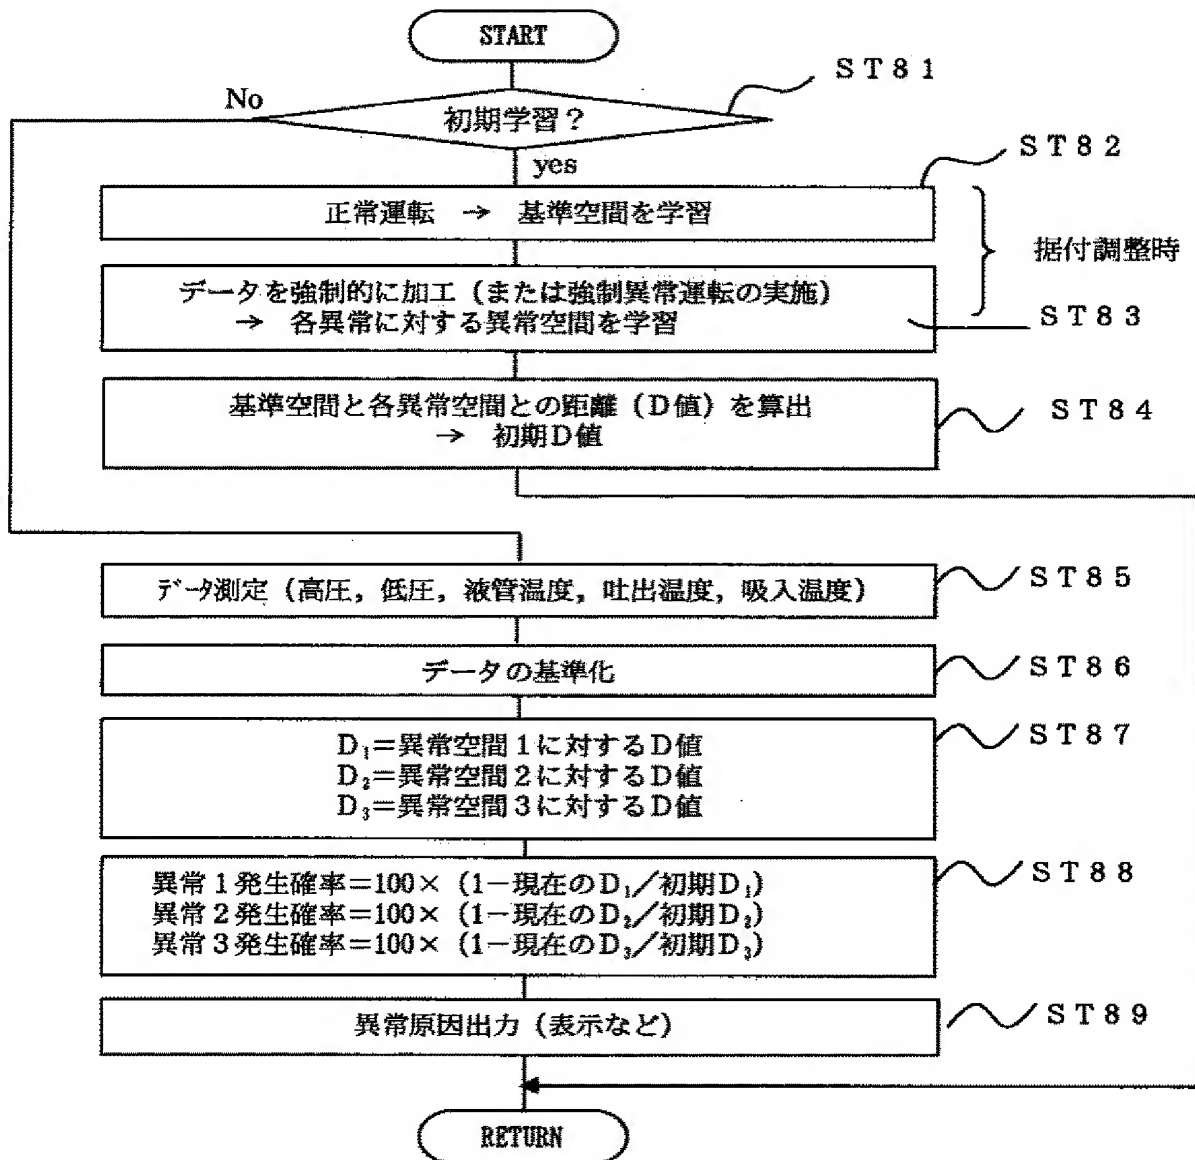 START
ST81
No
初期学習？
yes
ST82
正常運転 → 基準空間を学習
据付調整時
データを強制的に加工（または強制異常運転の実施）
→ 各異常に対する異常空間を学習
ST83
基準空間と各異常空間との距離（D値）を算出
→ 初期D値
ST84
データ測定（高圧，低圧，液管温度，吐出温度，吸入温度）
ST85
データの基準化
ST86
D₁＝異常空間１に対するD値
D₂＝異常空間２に対するD値
D₃＝異常空間３に対するD値
ST87
異常１発生確率＝100×（1－現在のD₁／初期D₁）
異常２発生確率＝100×（1－現在のD₂／初期D₂）
異常３発生確率＝100×（1－現在のD₃／初期D₃）
ST88
異常原因出力（表示など）
ST89
RETURN